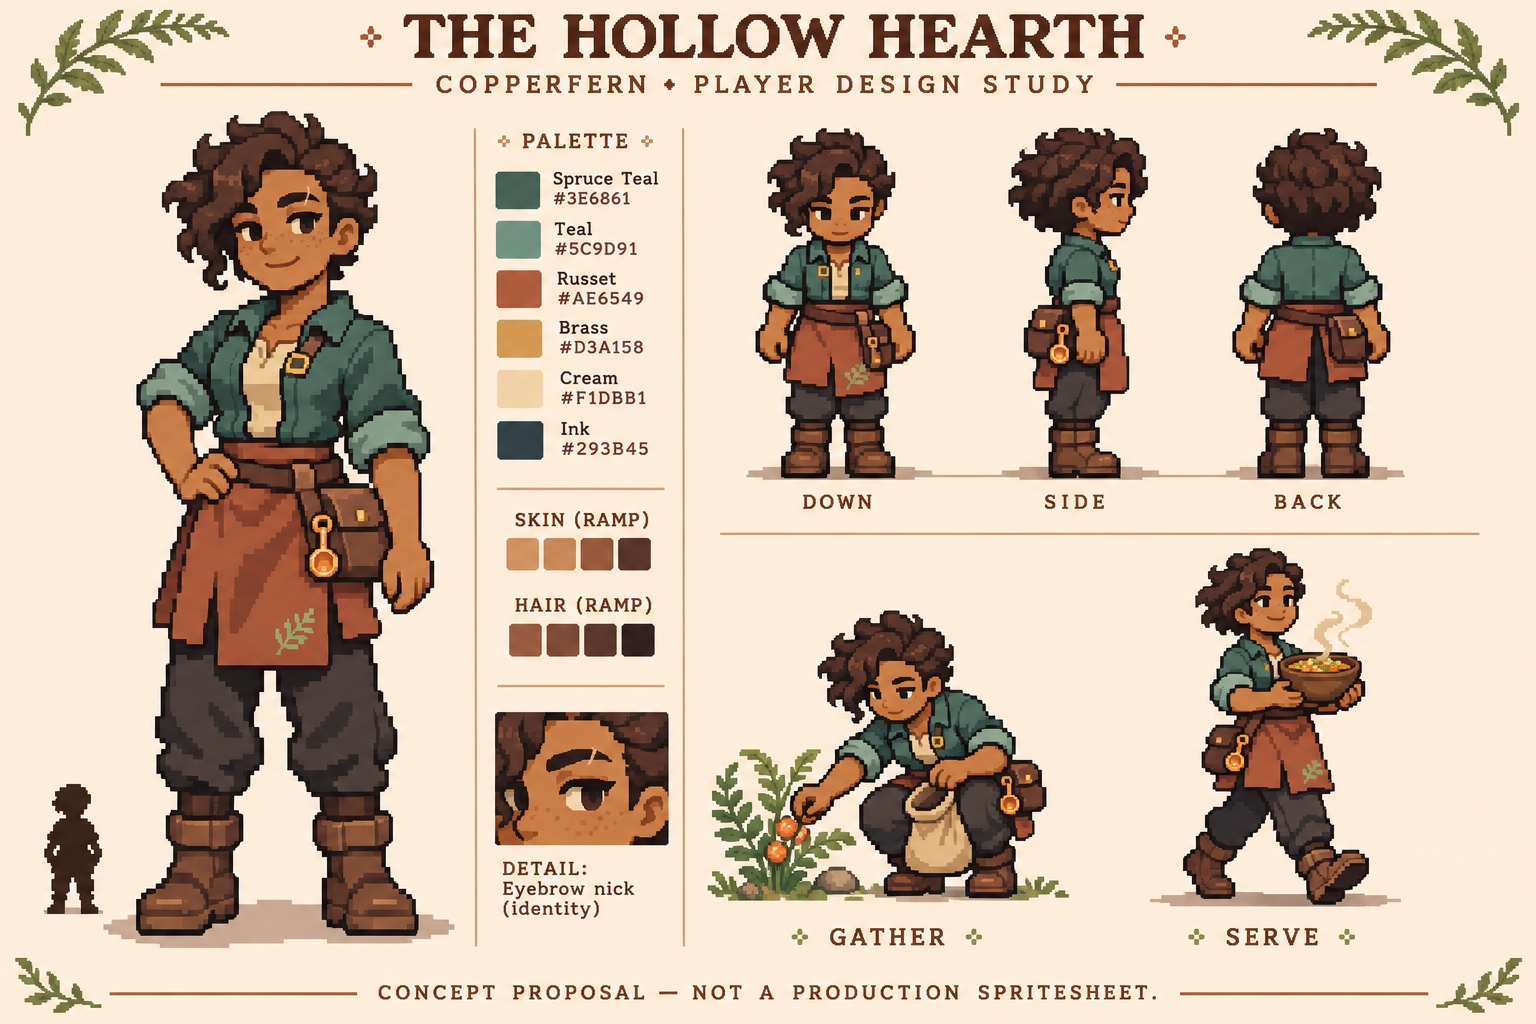 THE HOLLOW HEARTH
COPPERFERN ♦ PLAYER DESIGN STUDY
PALETTE
Spruce Teal
#3E6861
Teal
#5C9D91
Russet
#AE6549
Brass
#D3A158
Cream
#F1DBB1
Ink
#293B45
SKIN (RAMP)
HAIR (RAMP)
DETAIL:
Eyebrow nick
(identity)
DOWN
SIDE
BACK
GATHER
SERVE
CONCEPT PROPOSAL — NOT A PRODUCTION SPRITESHEET.